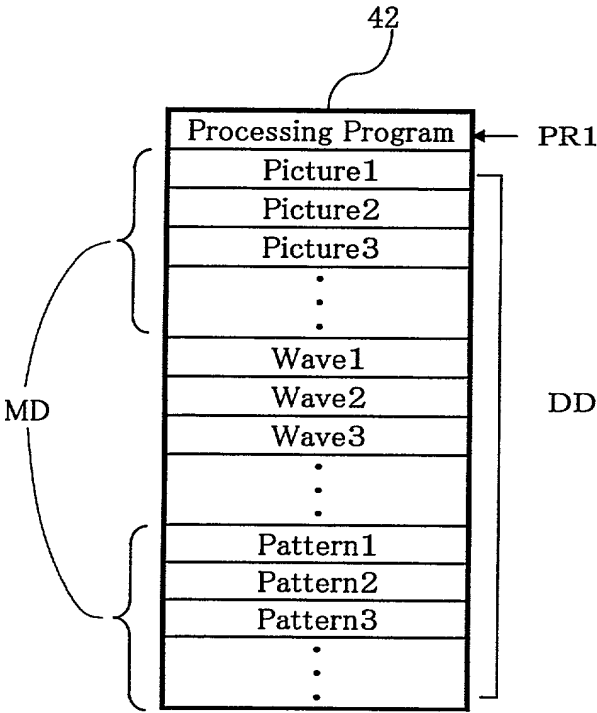 42
Processing Program
PR1
Picture1
Picture2
Picture3
Wave1
MD
Wave2
DD
Wave3
Pattern1
Pattern2
Pattern3